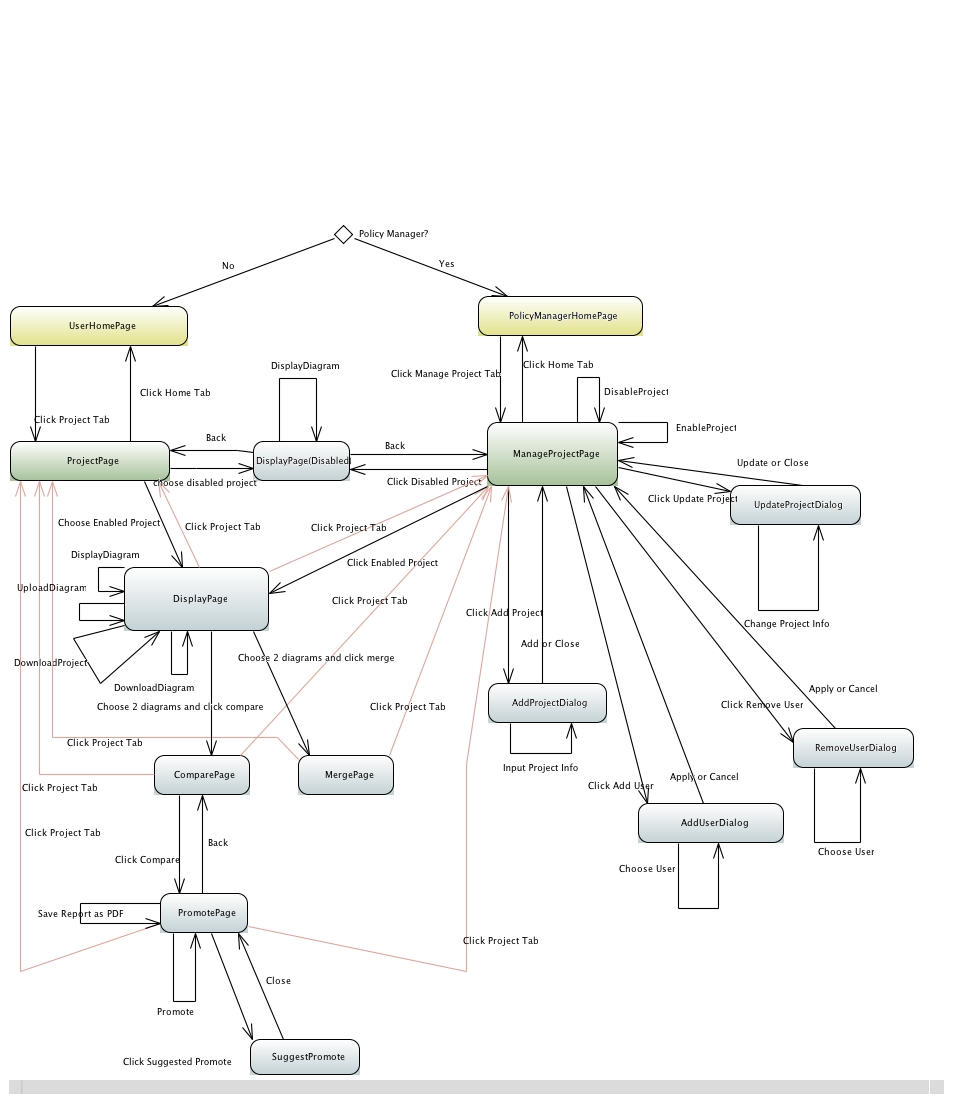 Policy Manager?
No
Yes
UserHomePage
PolicyManagerHomePage
DisplayDiagram
Click Home Tab
Click Manage Project Tab
Click Home Tab
DisableProject
Click Project Tab
EnableProject
Back
Back
ProjectPage
DisplayPage(Disabled)
ManageProjectPage
Update or Close
choose disabled project
Click Disabled Project
Click Update Project
UpdateProjectDialog
Choose Enabled Project
Click Project Tab
Click Project Tab
DisplayDiagram
Click Enabled Project
UploadDiagram
DisplayPage
Click Project Tab
Click Add Project
Change Project Info
Add or Close
DownloadProject
Choose 2 diagrams and click merge
DownloadDiagram
Apply or Cancel
Choose 2 diagrams and click compare
Click Project Tab
AddProjectDialog
Click Remove User
Click Project Tab
RemoveUserDialog
Input Project Info
ComparePage
MergePage
Apply or Cancel
Click Project Tab
Click Add User
AddUserDialog
Click Project Tab
Back
Choose User
Click Compare
Choose User
Save Report as PDF
PromotePage
Click Project Tab
Close
Promote
Click Suggested Promote
SuggestPromote